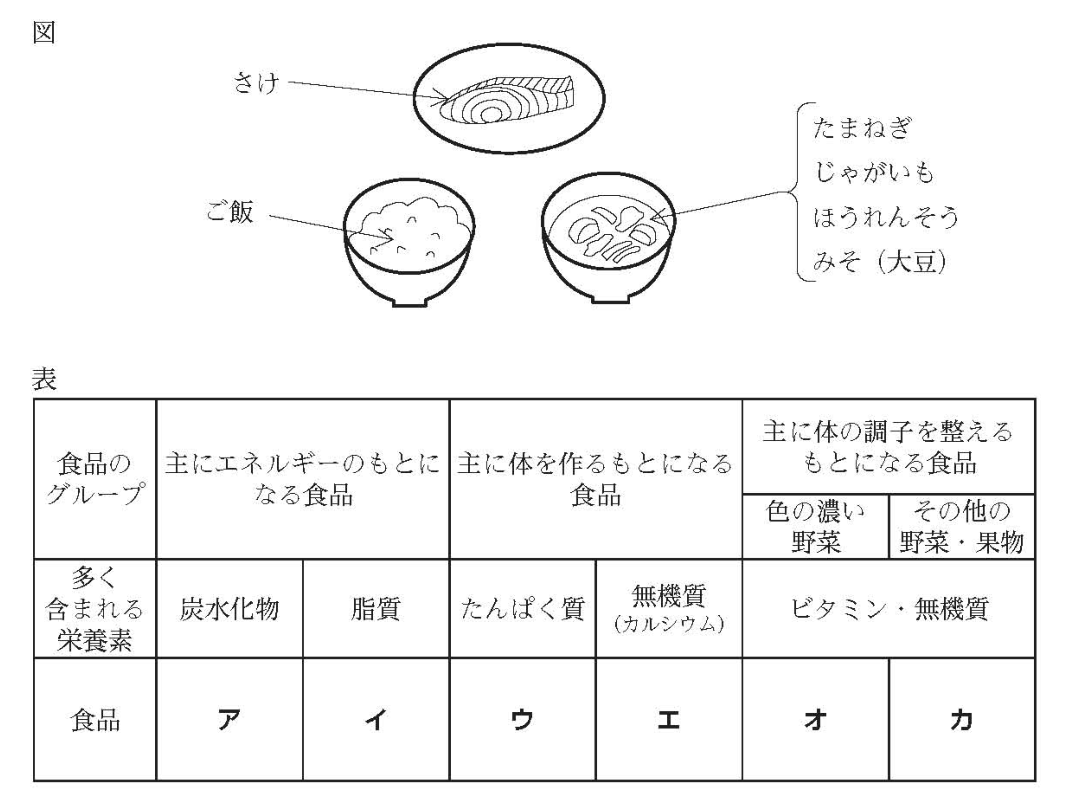 図
さけ
ご飯
たまねぎ
じゃがいも
ほうれんそう
みそ（大豆）
表
食品の
グループ
主にエネルギーのもとに
なる食品
主に体を作るもとになる
食品
主に体の調子を整える
もとになる食品
色の濃い
野菜
その他の
野菜・果物
多く
含まれる
栄養素
炭水化物
脂質
たんぱく質
無機質
（カルシウム）
ビタミン・無機質
食品
ア
イ
ウ
エ
オ
カ